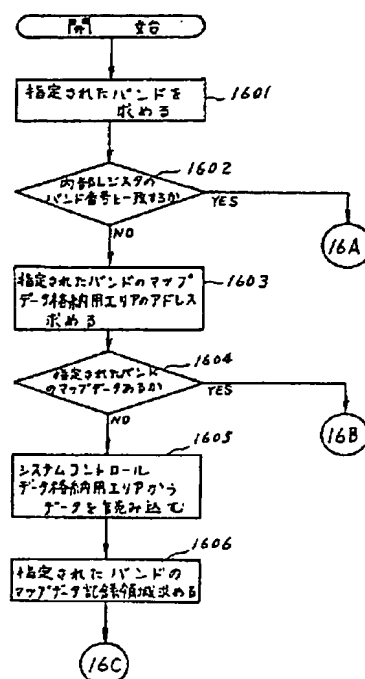 開 始
指定されたバンドを
求める
1601
内部レジスタの
バンド番号と一致するか
1602
YES
16A
NO
指定されたバンドのマップ
データ格納用エリアのアドレス
求める
1603
指定されたバンド
のマップデータあるか
1604
YES
16B
NO
システムコントロール
データ格納用エリアから
データを読み込む
1605
指定されたバンドの
マップデータ記録領域求める
1606
16C